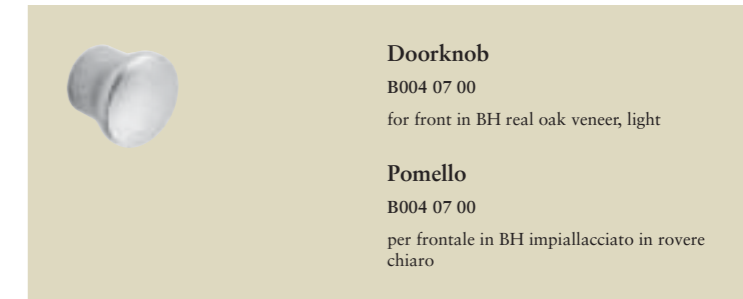 Doorknob
B004 07 00
for front in BH real oak veneer, light
Pomello
B004 07 00
per frontale in BH impiallacciato in rovere
chiaro